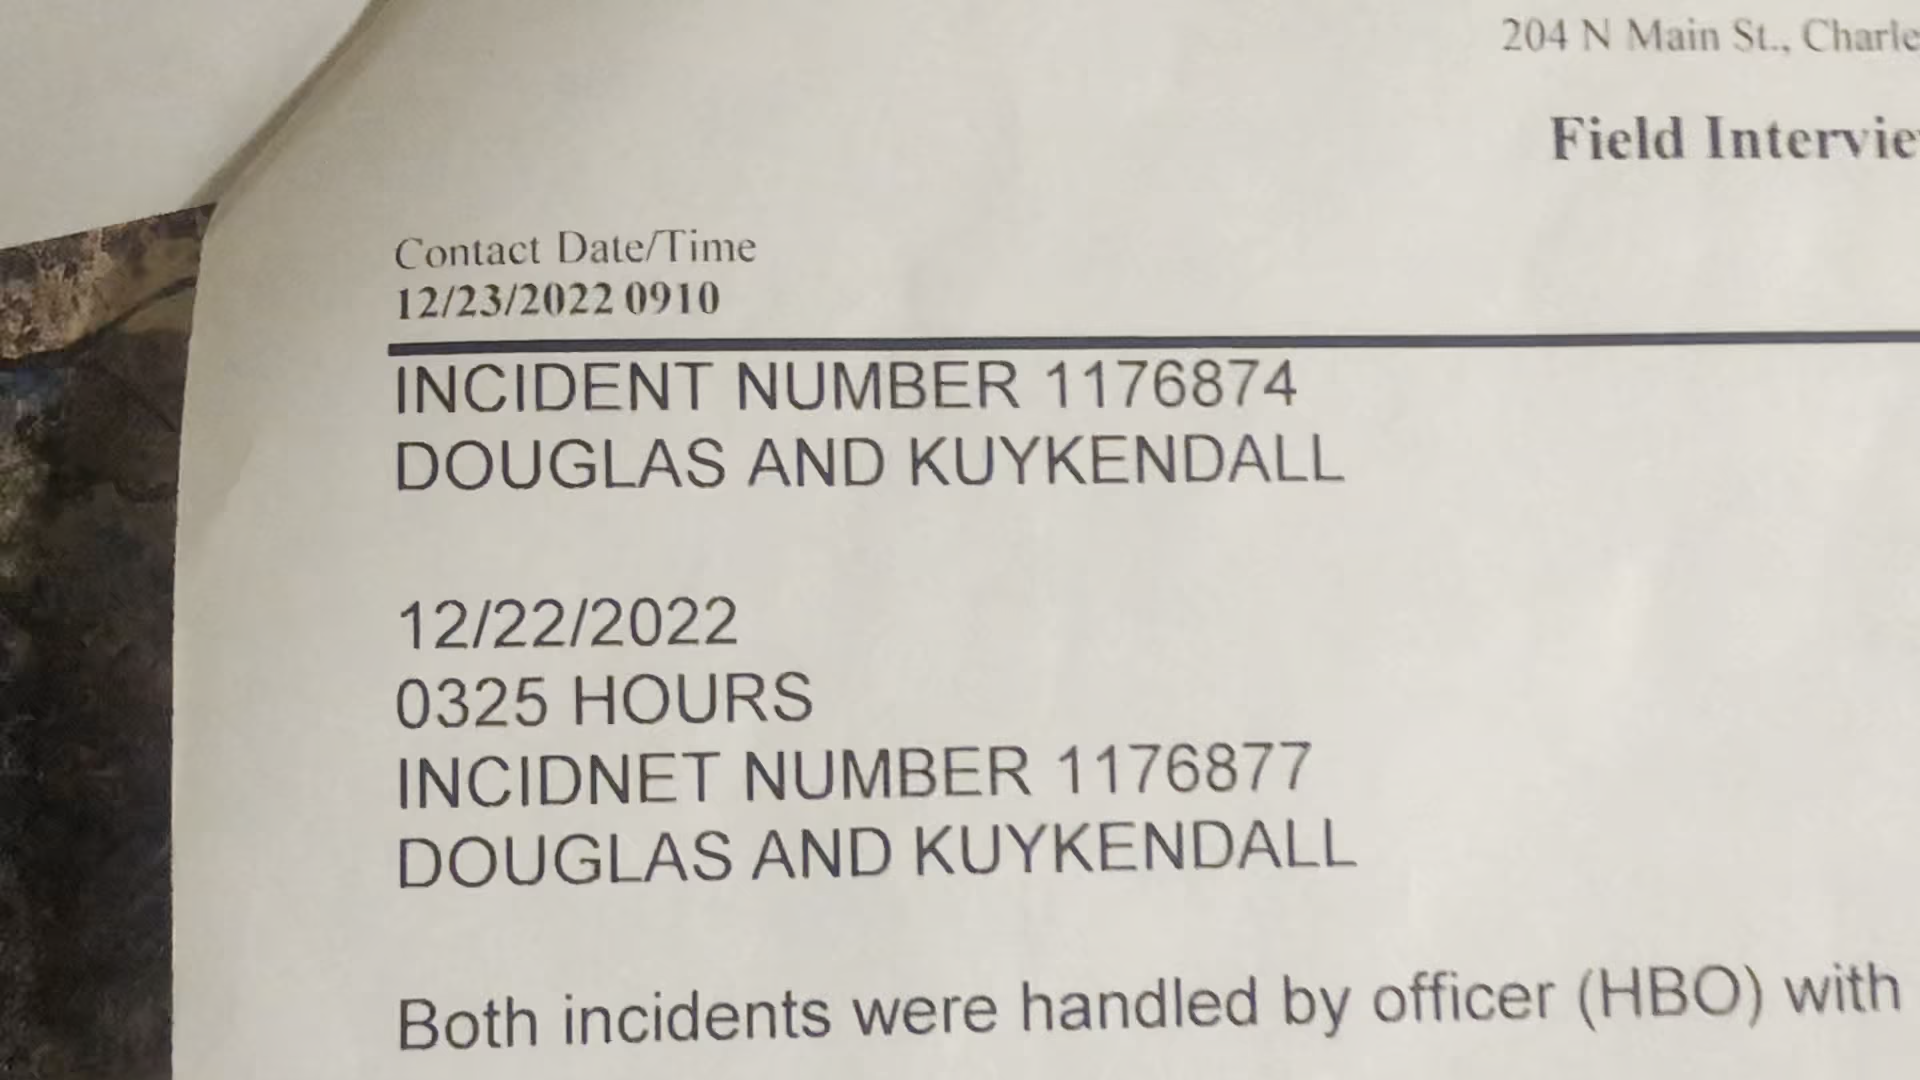 204 N Main St., Charle
Field Intervie
Contact Date/Time
12/23/2022 0910
INCIDENT NUMBER 1176874
DOUGLAS AND KUYKENDALL
12/22/2022
0325 HOURS
INCIDNET NUMBER 1176877
DOUGLAS AND KUYKENDALL
Both incidents were handled by officer (HBO) with